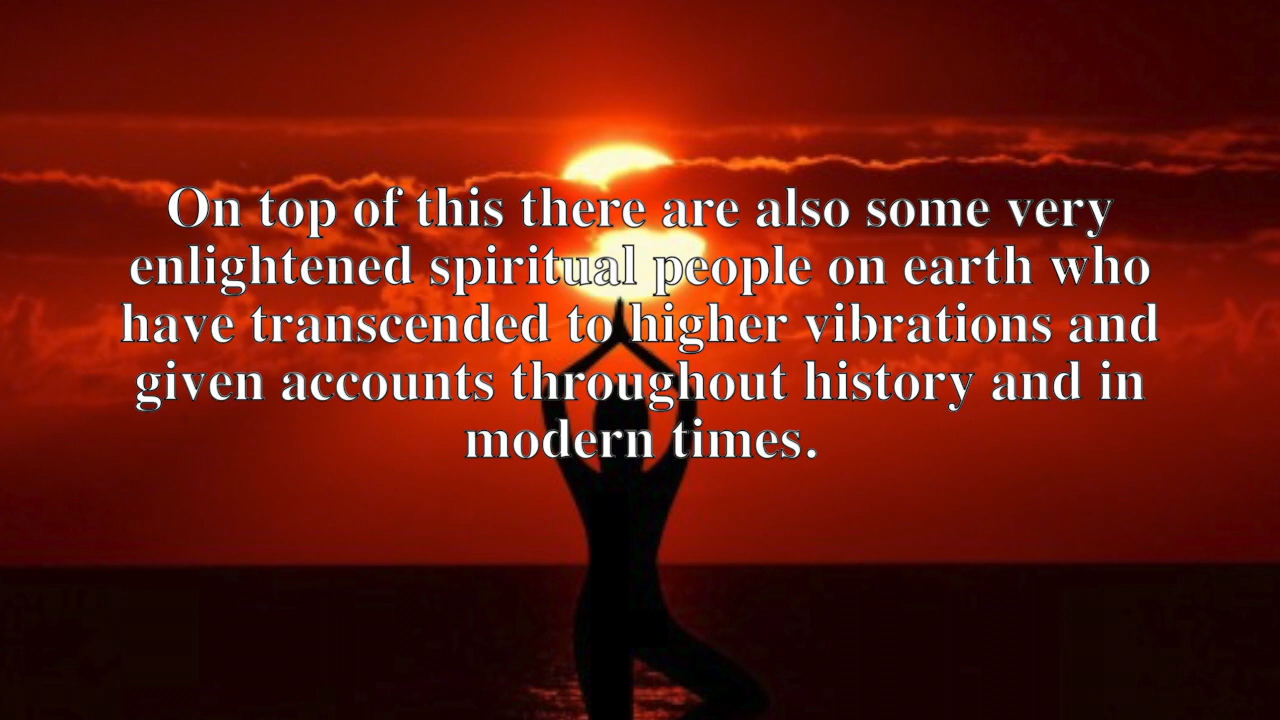 On top of this there are also some very
enlightened spiritual people on earth who
have transcended to higher vibrations and
given accounts throughout history and in
modern times.